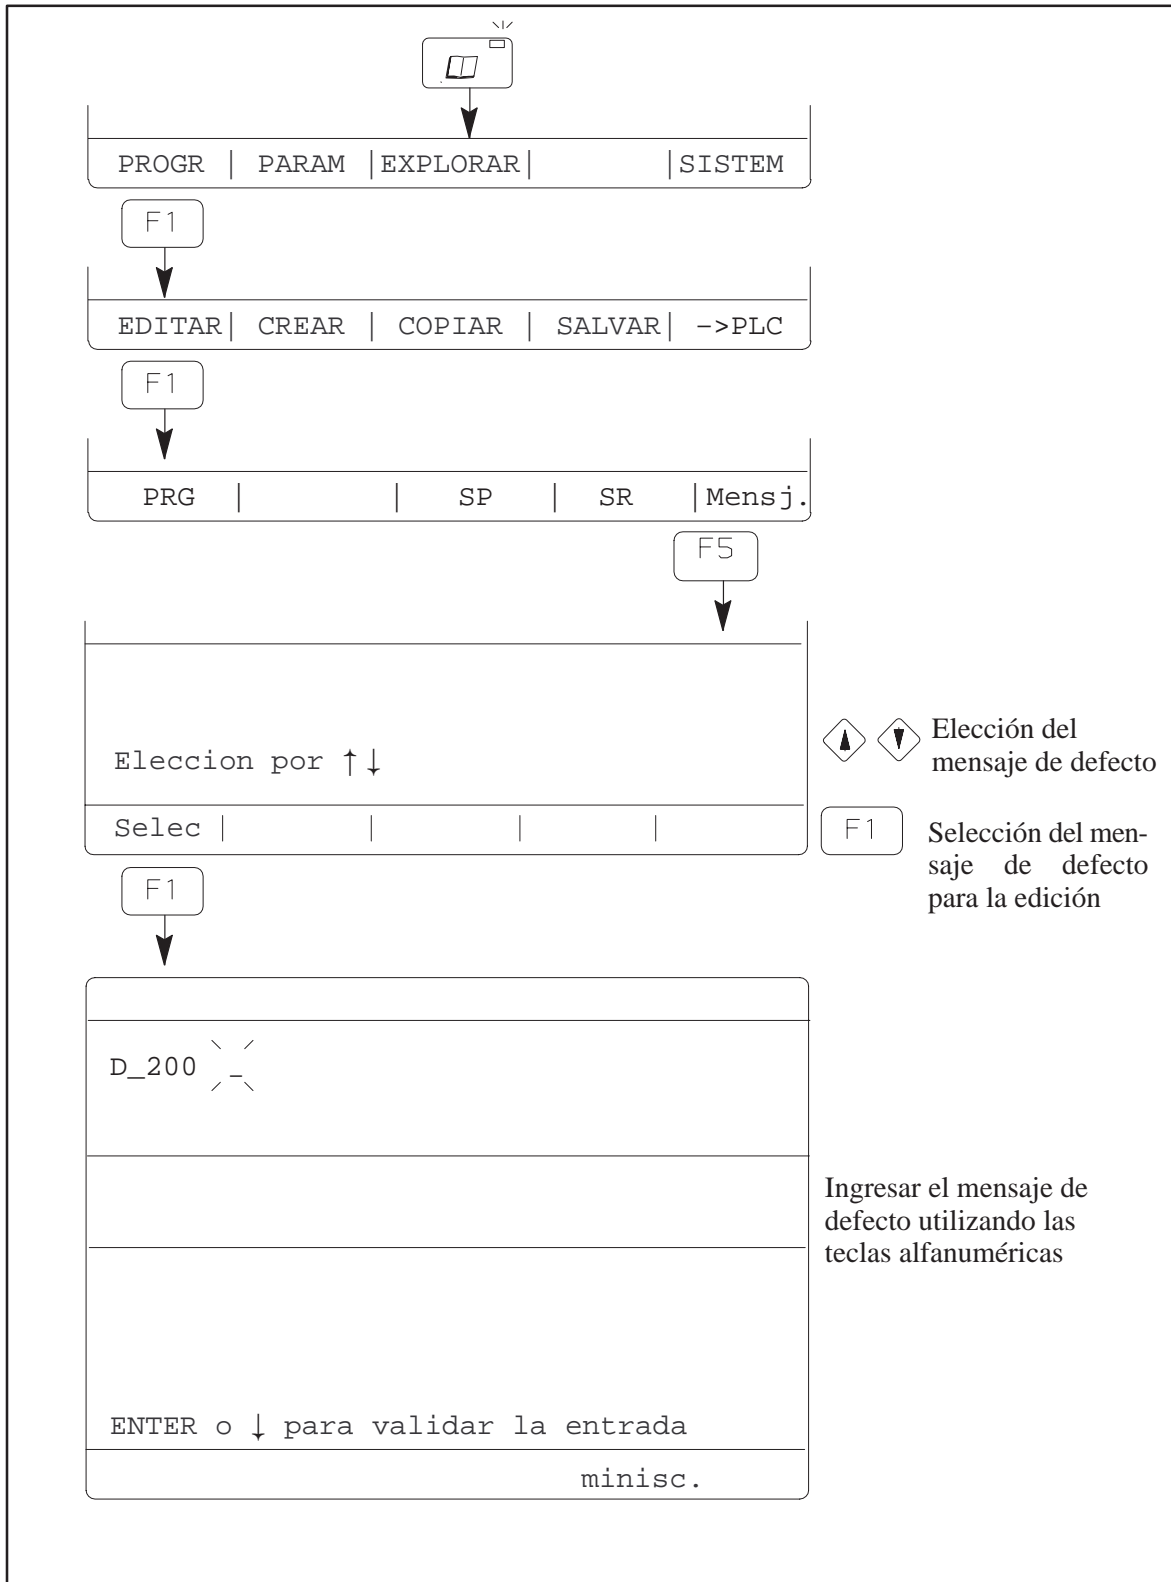 PROGR | PARAM |EXPLORAR| |SISTEM
F1
EDITAR| CREAR | COPIAR | SALVAR| –>PLC
F1
PRG | | SP | SR |Mensj.
F5
Eleccion por ↑↓
Elección del
mensaje de defecto
Selec | | | |
F1
Selección del men-
saje de defecto
para la edición
F1
D_200 _
Ingresar el mensaje de
defecto utilizando las
teclas alfanuméricas
ENTER o ↓ para validar la entrada
minisc.